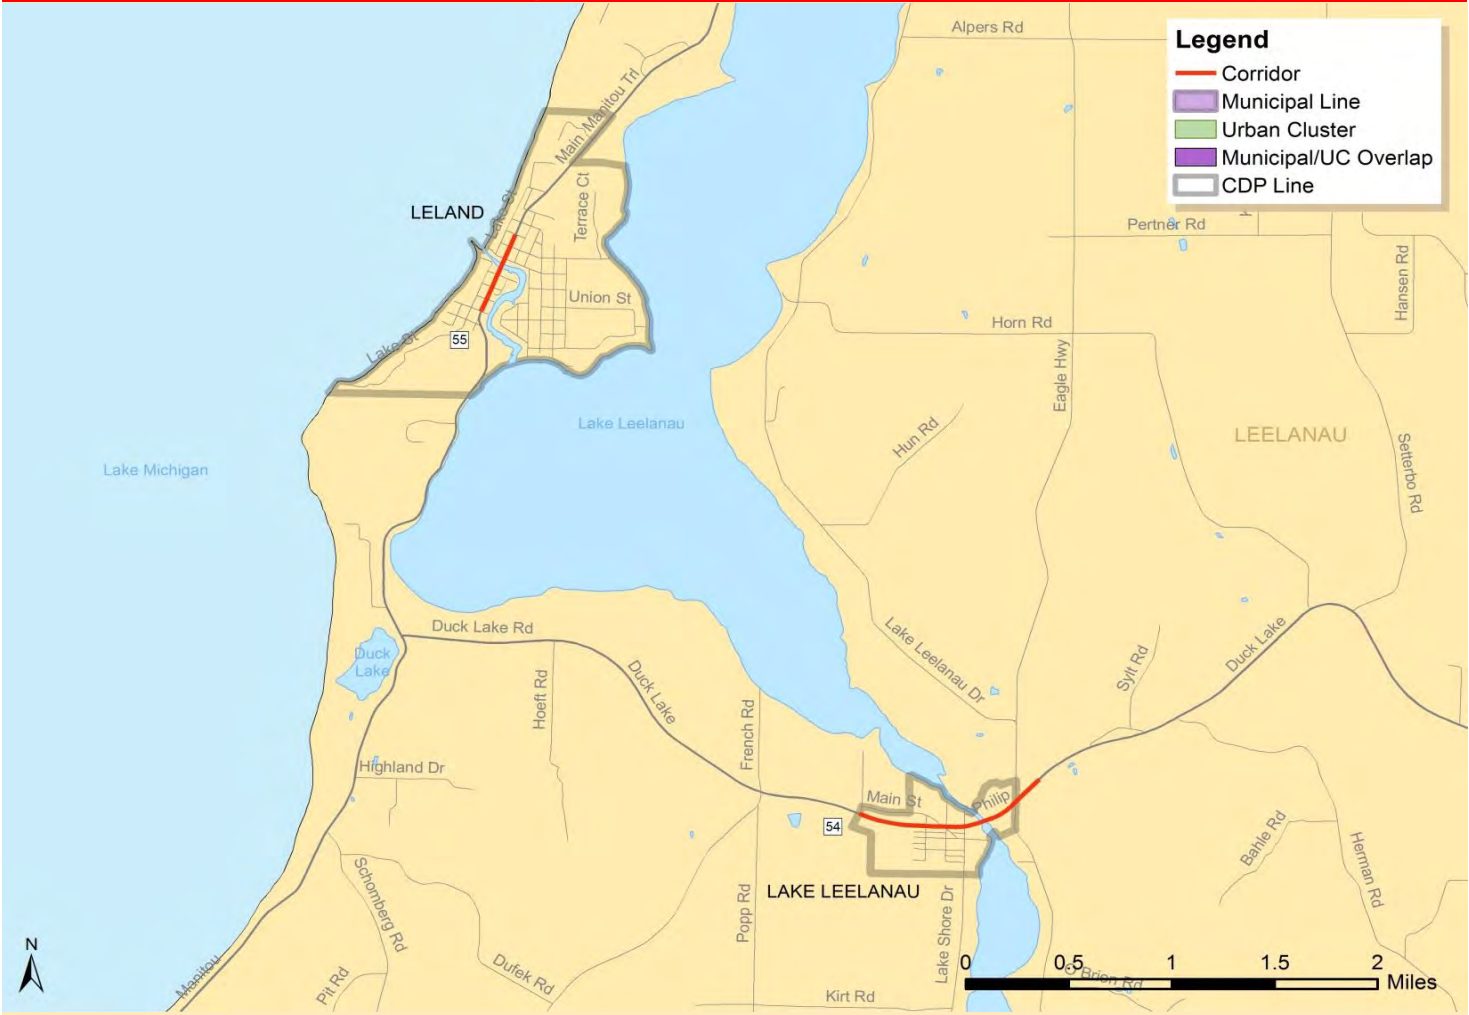 Alpers Rd
Legend
Corridor
Municipal Line
Urban Cluster
Municipal/UC Overlap
CDP Line
Main
Manitou Trl
LELAND
Lake St
Terrace Ct
Pertner Rd
Hansen Rd
Union St
Horn Rd
55
Lake St
Eagle Hwy
Lake Leelanau
Hun Rd
LEELANAU
Setterbo Rd
Lake Michigan
Duck Lake Rd
Duck
Lake
Hoeft Rd
Duck Lake
French Rd
Lake Leelanau Dr
Sylt Rd
Duck Lake
Highland Dr
Main St
Philip
54
LAKE LEELANAU
Bahle Rd
Herman Rd
Schomberg Rd
Popp Rd
Lake Shore Dr
N
Manitou
Pit Rd
Dufek Rd
Kirt Rd
O Brien Rd
0 0.5 1 1.5 2
Miles